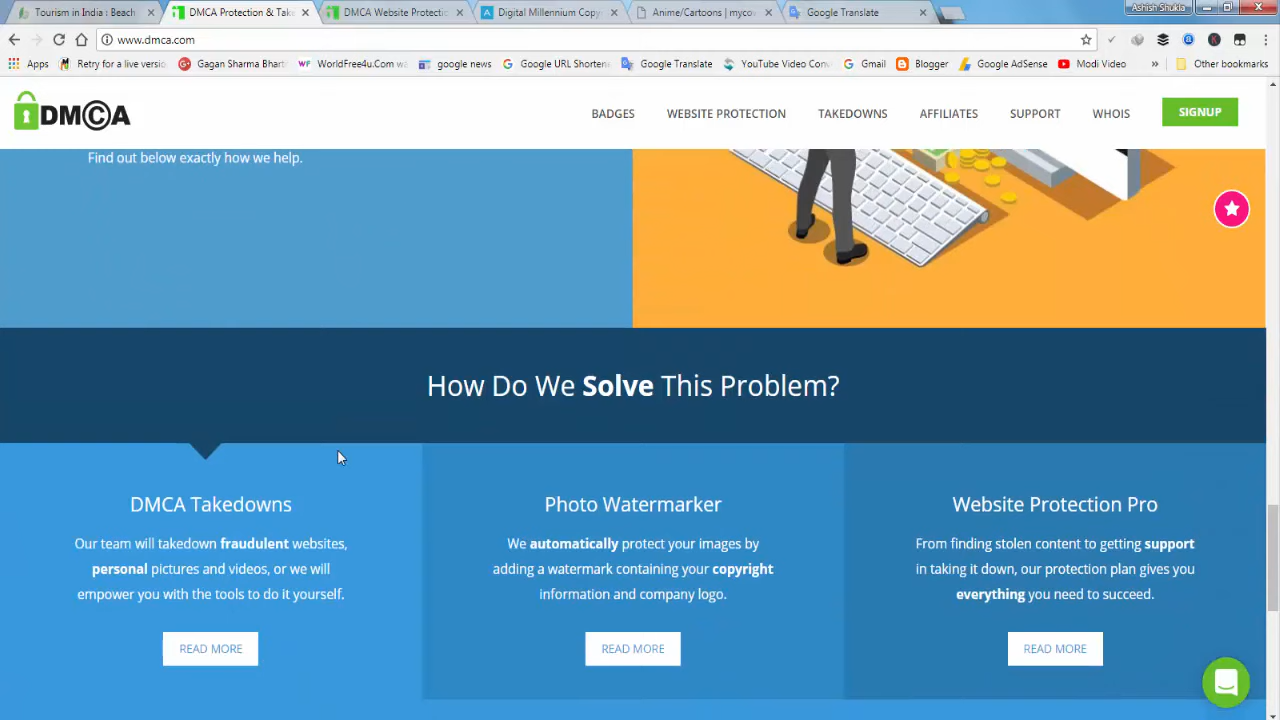 Tourism in India : Beach
DMCA Protection & Tak
DMCA Website Protectio
Digital Millennium Copy
Anime/Cartoons | mycov
Google Translate
Ashish Shukla
www.dmca.com
Apps
Retry for a live versio
Gagan Sharma Bhart
WorldFree4u.Com wa
google news
Google URL Shortene
Google Translate
YouTube Video Conv
Gmail
Blogger
Google AdSense
Modi Video
»
Other bookmarks
DMCA
BADGES
WEBSITE PROTECTION
TAKEDOWNS
AFFILIATES
SUPPORT
WHOIS
SIGNUP
Find out below exactly how we help.
How Do We Solve This Problem?
DMCA Takedowns
Our team will takedown fraudulent websites,
personal pictures and videos, or we will
empower you with the tools to do it yourself.
READ MORE
Photo Watermarker
We automatically protect your images by
adding a watermark containing your copyright
information and company logo.
READ MORE
Website Protection Pro
From finding stolen content to getting support
in taking it down, our protection plan gives you
everything you need to succeed.
READ MORE